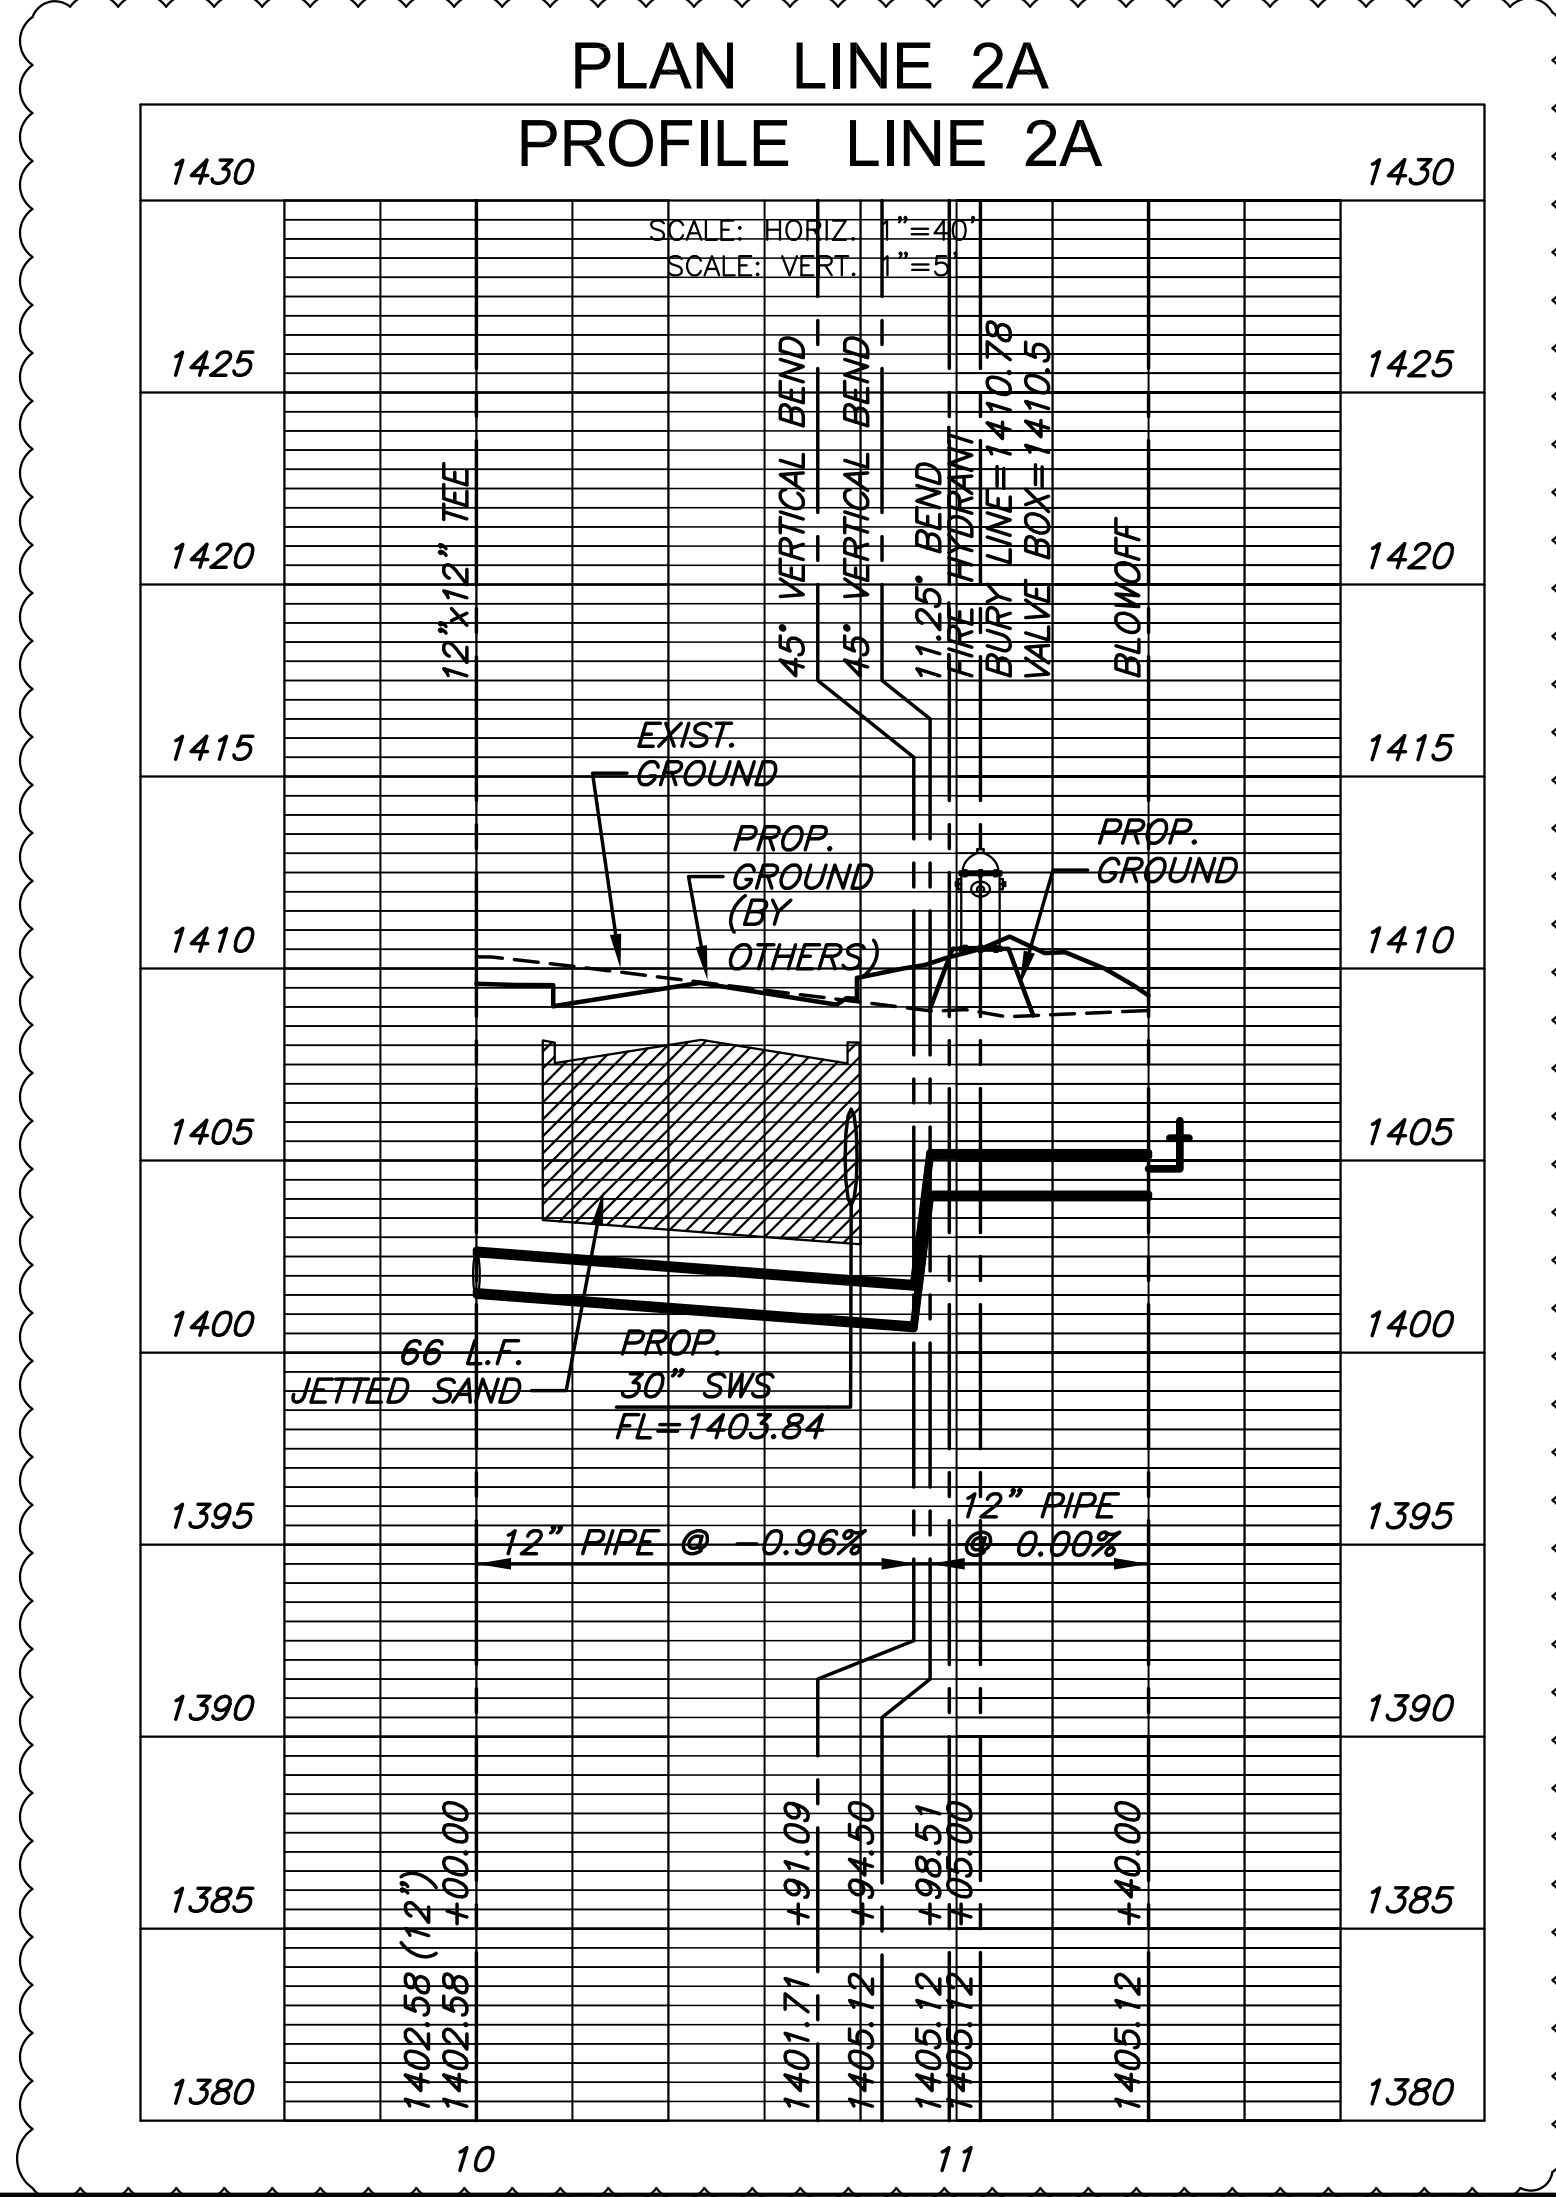 PLAN LINE 2A
PROFILE LINE 2A
1430
1430
SCALE: HORIZ. 1"=40'
SCALE: VERT. 1"=5'
1425
1425
1420
1420
1415
1415
1410
1410
1405
1405
1400
1400
1395
1395
1390
1390
1385
1385
1380
1380
12"x12" TEE
45° VERTICAL BEND
45° VERTICAL BEND
11.25° BEND
FIRE HYDRANT
BURY LINE=1410.78
VALVE BOX=1410.5
BLOWOFF
EXIST.
GROUND
PROP.
GROUND
(BY
OTHERS)
PROP.
GROUND
66 L.F.
JETTED SAND
PROP.
30" SWS
FL=1403.84
12" PIPE @ -0.96%
12" PIPE
@ 0.00%
1402.58 (12")
1402.58 +00.00
1401.71 +91.09
1405.12 +94.50
1405.12 +98.51
1405.12 +05.00
1405.12 +40.00
10
11